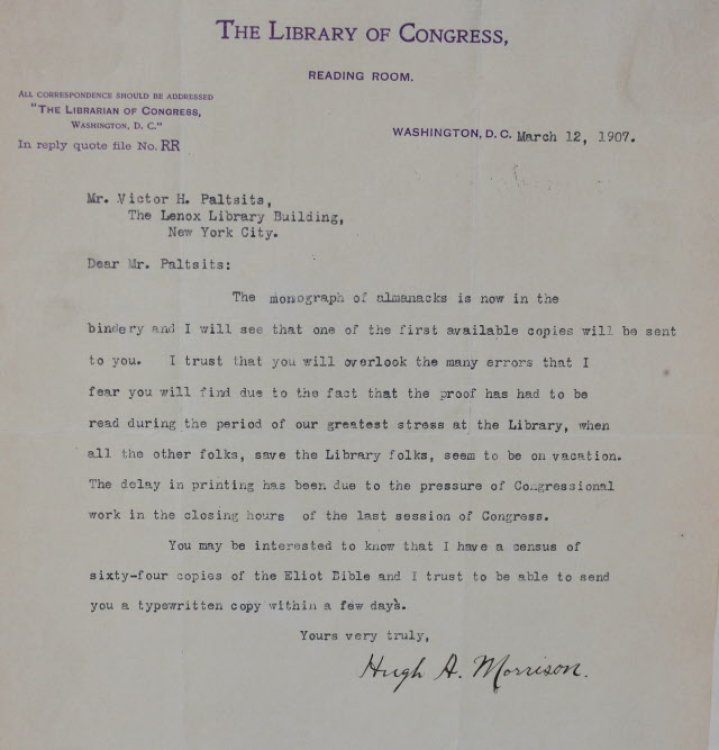 THE LIBRARY OF CONGRESS,
READING ROOM.
ALL CORRESPONDENCE SHOULD BE ADDRESSED
"THE LIBRARIAN OF CONGRESS,
WASHINGTON, D. C."
In reply quote file No. RR
WASHINGTON, D. C. March 12, 1907.
Mr. Victor H. Paltsits,
The Lenox Library Building,
New York City.
Dear Mr. Paltsits:
The monograph of almanacks is now in the
bindery and I will see that one of the first available copies will be sent
to you. I trust that you will overlook the many errors that I
fear you will find due to the fact that the proof has had to be
read during the period of our greatest stress at the Library, when
all the other folks, save the Library folks, seem to be on vacation.
The delay in printing has been due to the pressure of Congressional
work in the closing hours of the last session of Congress.
You may be interested to know that I have a census of
sixty-four copies of the Eliot Bible and I trust to be able to send
you a typewritten copy within a few days.
Yours very truly,
Hugh A. Morrison.